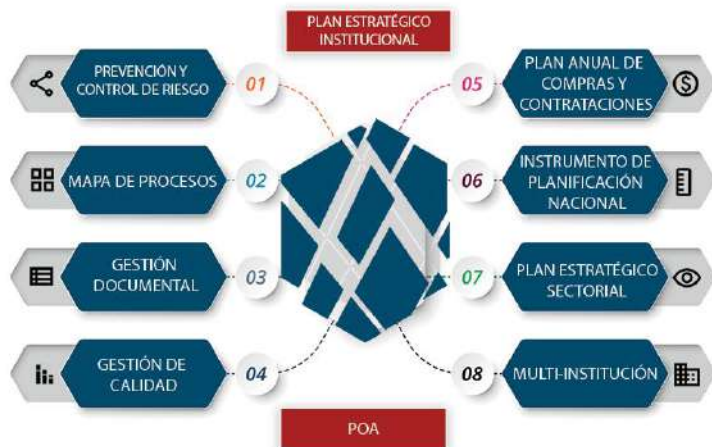 PLAN ESTRATÉGICO
INSTITUCIONAL
PREVENCIÓN Y
CONTROL DE RIESGO
01
MAPA DE PROCESOS
02
GESTIÓN
DOCUMENTAL
03
GESTIÓN DE
CALIDAD
04
05
PLAN ANUAL DE
COMPRAS Y
CONTRATACIONES
06
INSTRUMENTO DE
PLANIFICACIÓN
NACIONAL
07
PLAN ESTRATÉGICO
SECTORIAL
08
MULTI-INSTITUCIÓN
POA